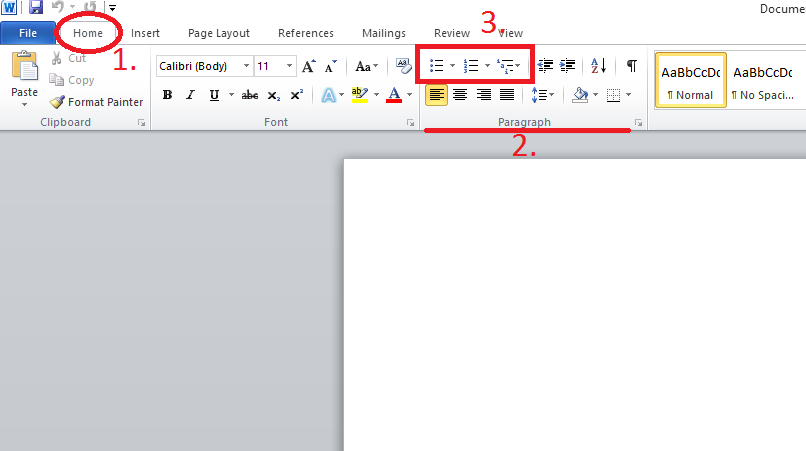 W
Docume
3
File Home Insert Page Layout References Mailings Review View
1.
Cut
Copy
Paste
Format Painter
Calibri (Body) 11 A A Aa
B I U abc X₂ X² A ab A
A Z
¶
AaBbCcDc AaBbCcDc
¶ Normal ¶ No Spaci...
Clipboard Font Paragraph
2.